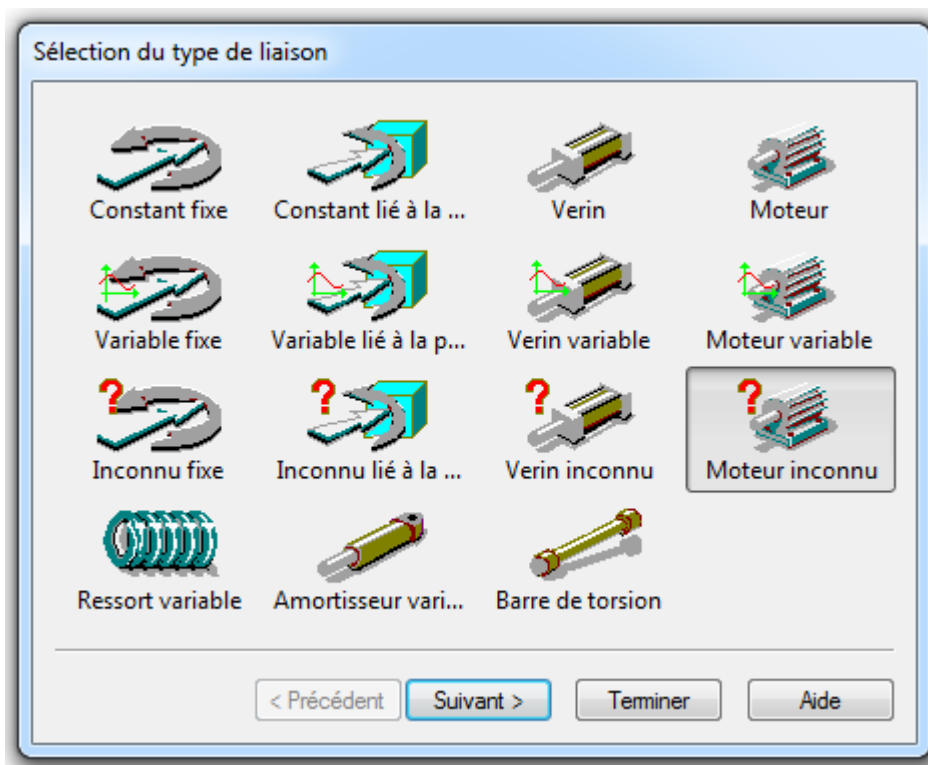 Sélection du type de liaison
Constant fixe
Constant lié à la ...
Verin
Moteur
Variable fixe
Variable lié à la p...
Verin variable
Moteur variable
?
Inconnu fixe
?
Inconnu lié à la ...
?
Verin inconnu
?
Moteur inconnu
Ressort variable
Amortisseur vari...
Barre de torsion
< Précédent
Suivant >
Terminer
Aide